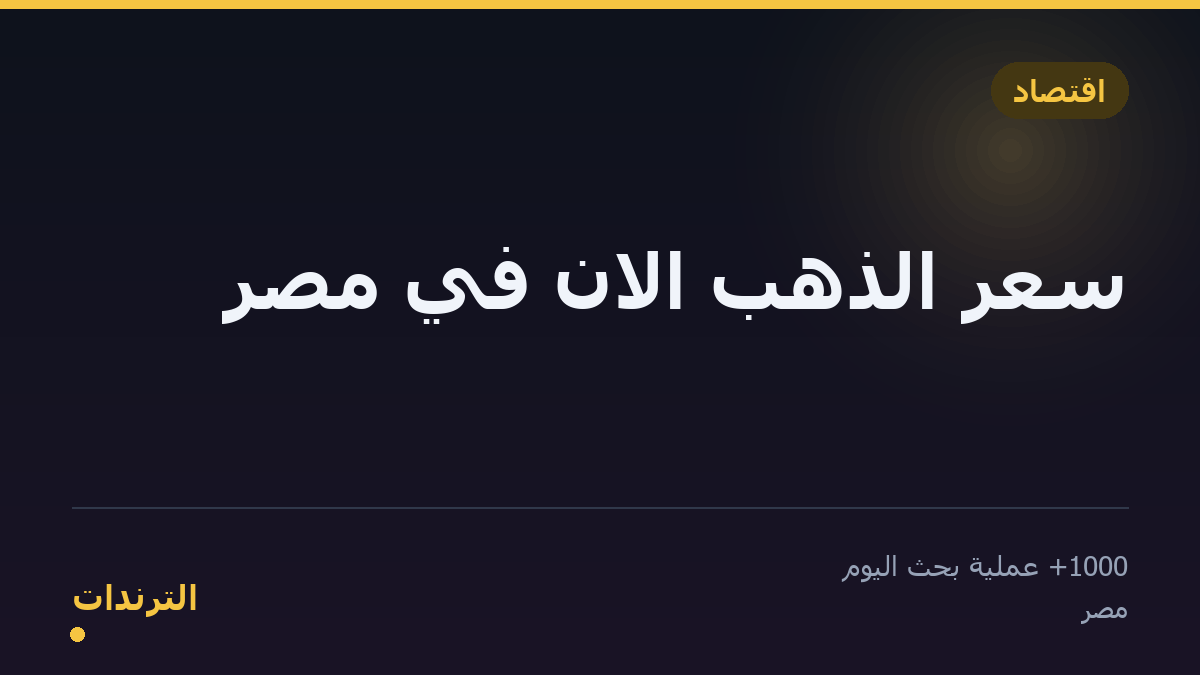 اقتصاد
سعر الذهب الان في مصر
1000+ عملية بحث اليوم
مصر
الترندات